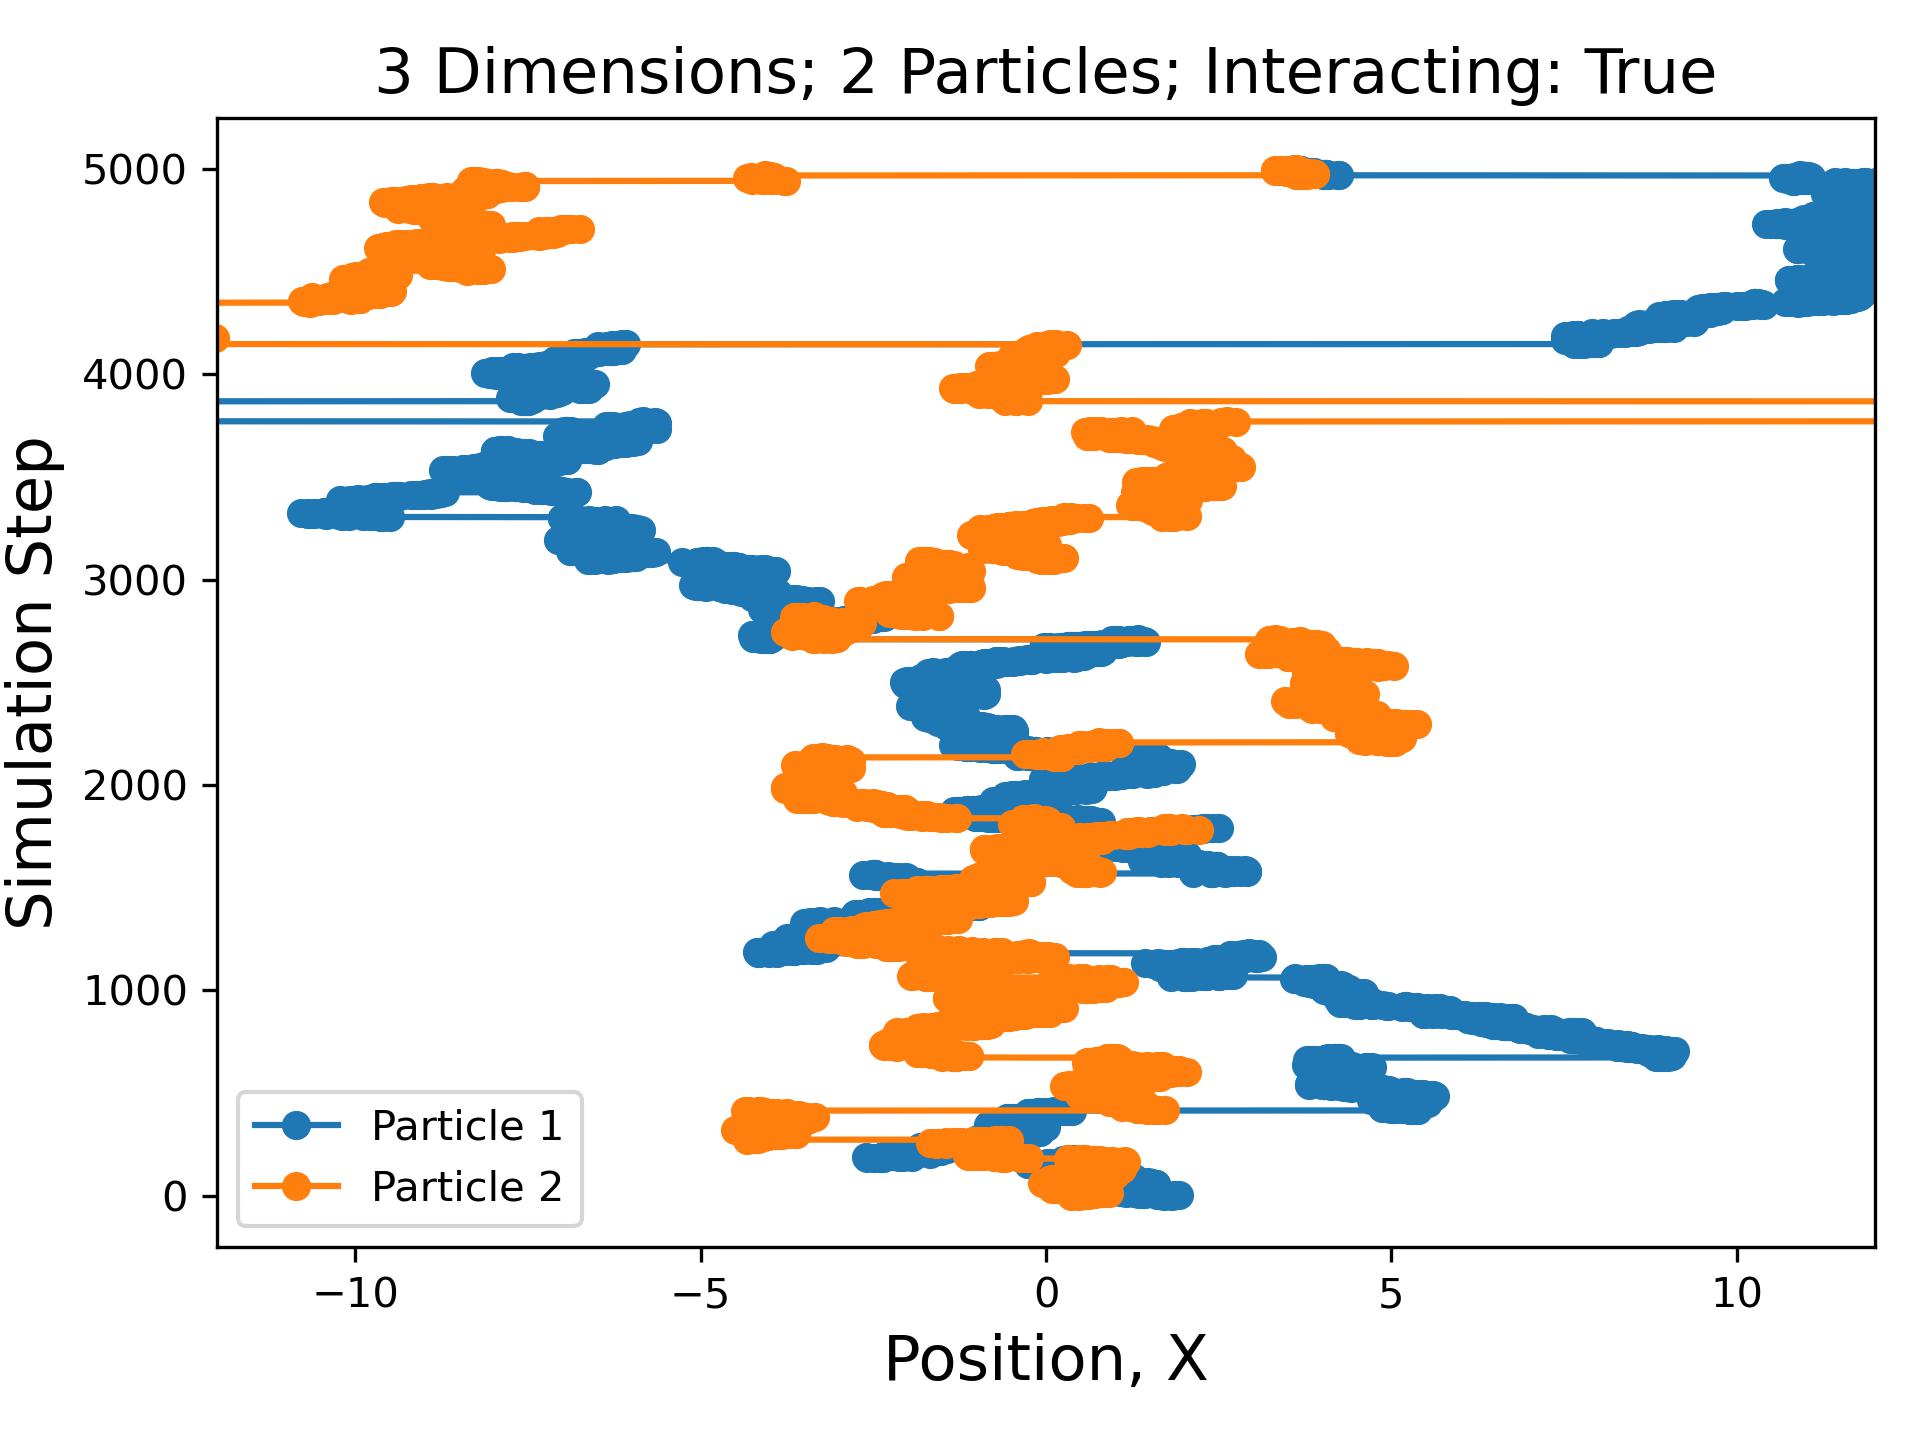 3 Dimensions; 2 Particles; Interacting: True
5000
4000
3000
2000
1000
0
Simulation Step
Particle 1
Particle 2
−10
−5
0
5
10
Position, X